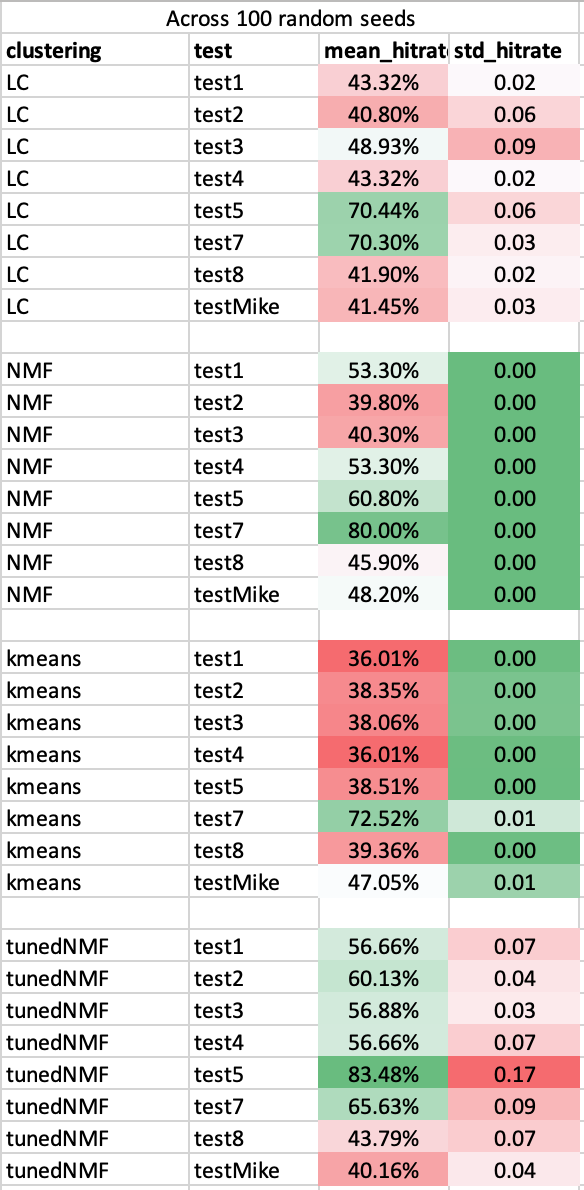 Across 100 random seeds
clustering test mean_hitrat std_hitrate
LC test1 43.32% 0.02
LC test2 40.80% 0.06
LC test3 48.93% 0.09
LC test4 43.32% 0.02
LC test5 70.44% 0.06
LC test7 70.30% 0.03
LC test8 41.90% 0.02
LC testMike 41.45% 0.03
NMF test1 53.30% 0.00
NMF test2 39.80% 0.00
NMF test3 40.30% 0.00
NMF test4 53.30% 0.00
NMF test5 60.80% 0.00
NMF test7 80.00% 0.00
NMF test8 45.90% 0.00
NMF testMike 48.20% 0.00
kmeans test1 36.01% 0.00
kmeans test2 38.35% 0.00
kmeans test3 38.06% 0.00
kmeans test4 36.01% 0.00
kmeans test5 38.51% 0.00
kmeans test7 72.52% 0.01
kmeans test8 39.36% 0.00
kmeans testMike 47.05% 0.01
tunedNMF test1 56.66% 0.07
tunedNMF test2 60.13% 0.04
tunedNMF test3 56.88% 0.03
tunedNMF test4 56.66% 0.07
tunedNMF test5 83.48% 0.17
tunedNMF test7 65.63% 0.09
tunedNMF test8 43.79% 0.07
tunedNMF testMike 40.16% 0.04